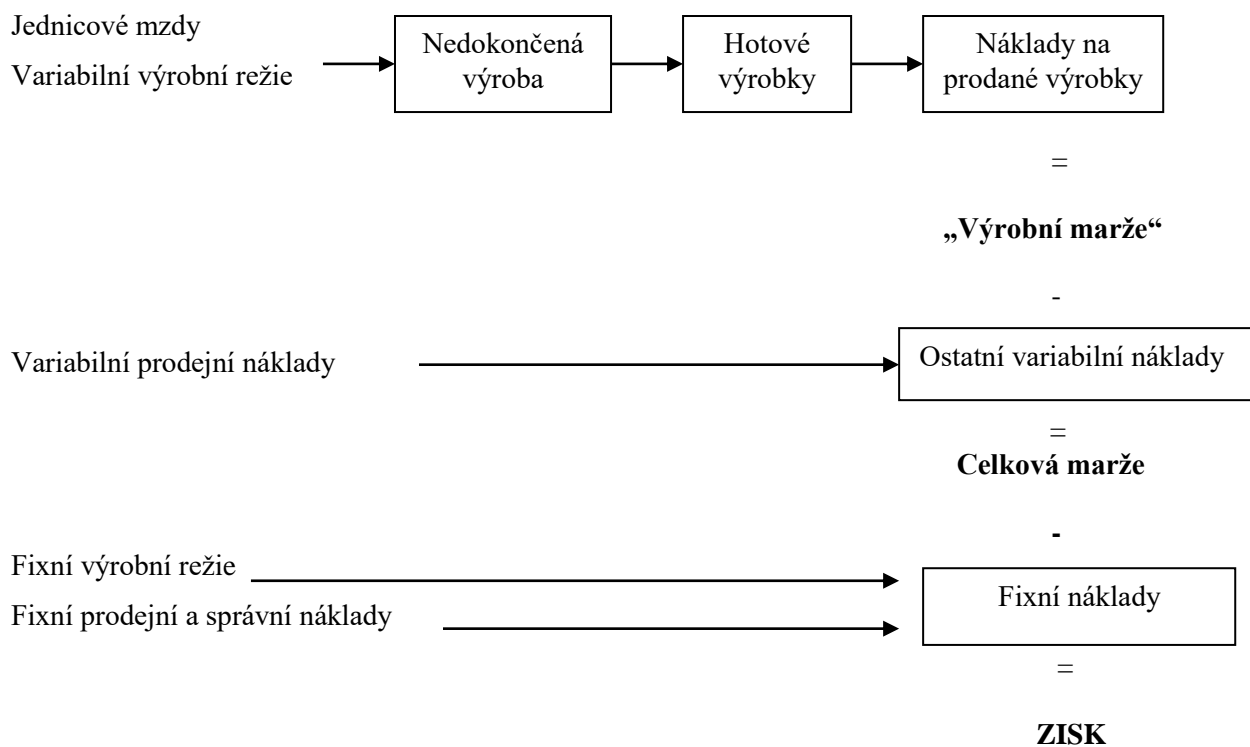 Jednicové mzdy
Variabilní výrobní režie
Nedokončená
výroba
Hotové
výrobky
Náklady na
prodané výrobky
=
„Výrobní marže“
-
Variabilní prodejní náklady
Ostatní variabilní náklady
=
Celková marže
-
Fixní výrobní režie
Fixní prodejní a správní náklady
Fixní náklady
=
ZISK